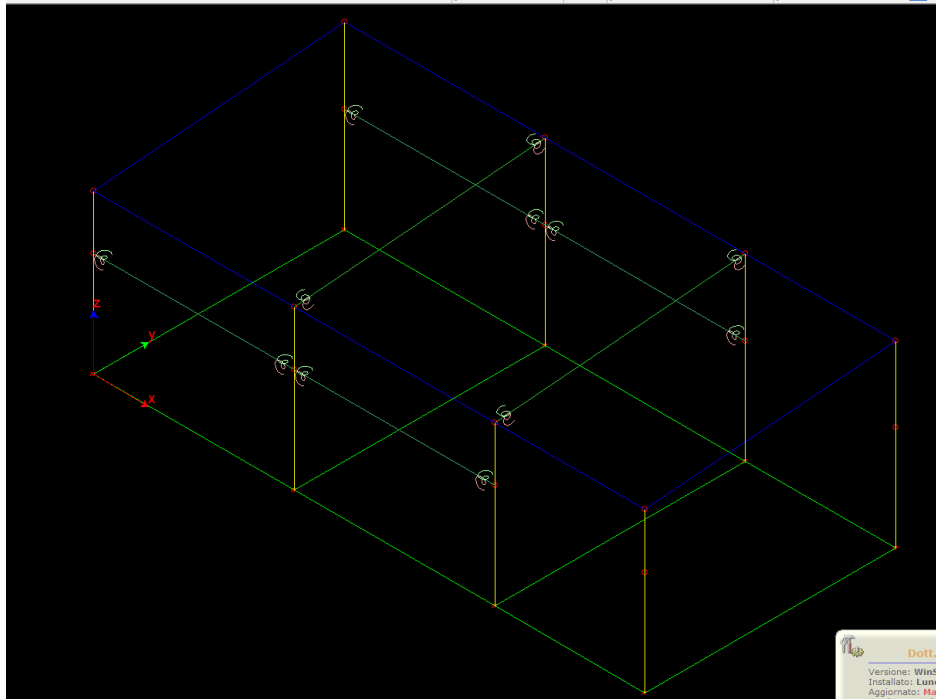 z
y
x
Dott.
Versione: WinS
Installato: Lune
Aggiornato: Ma